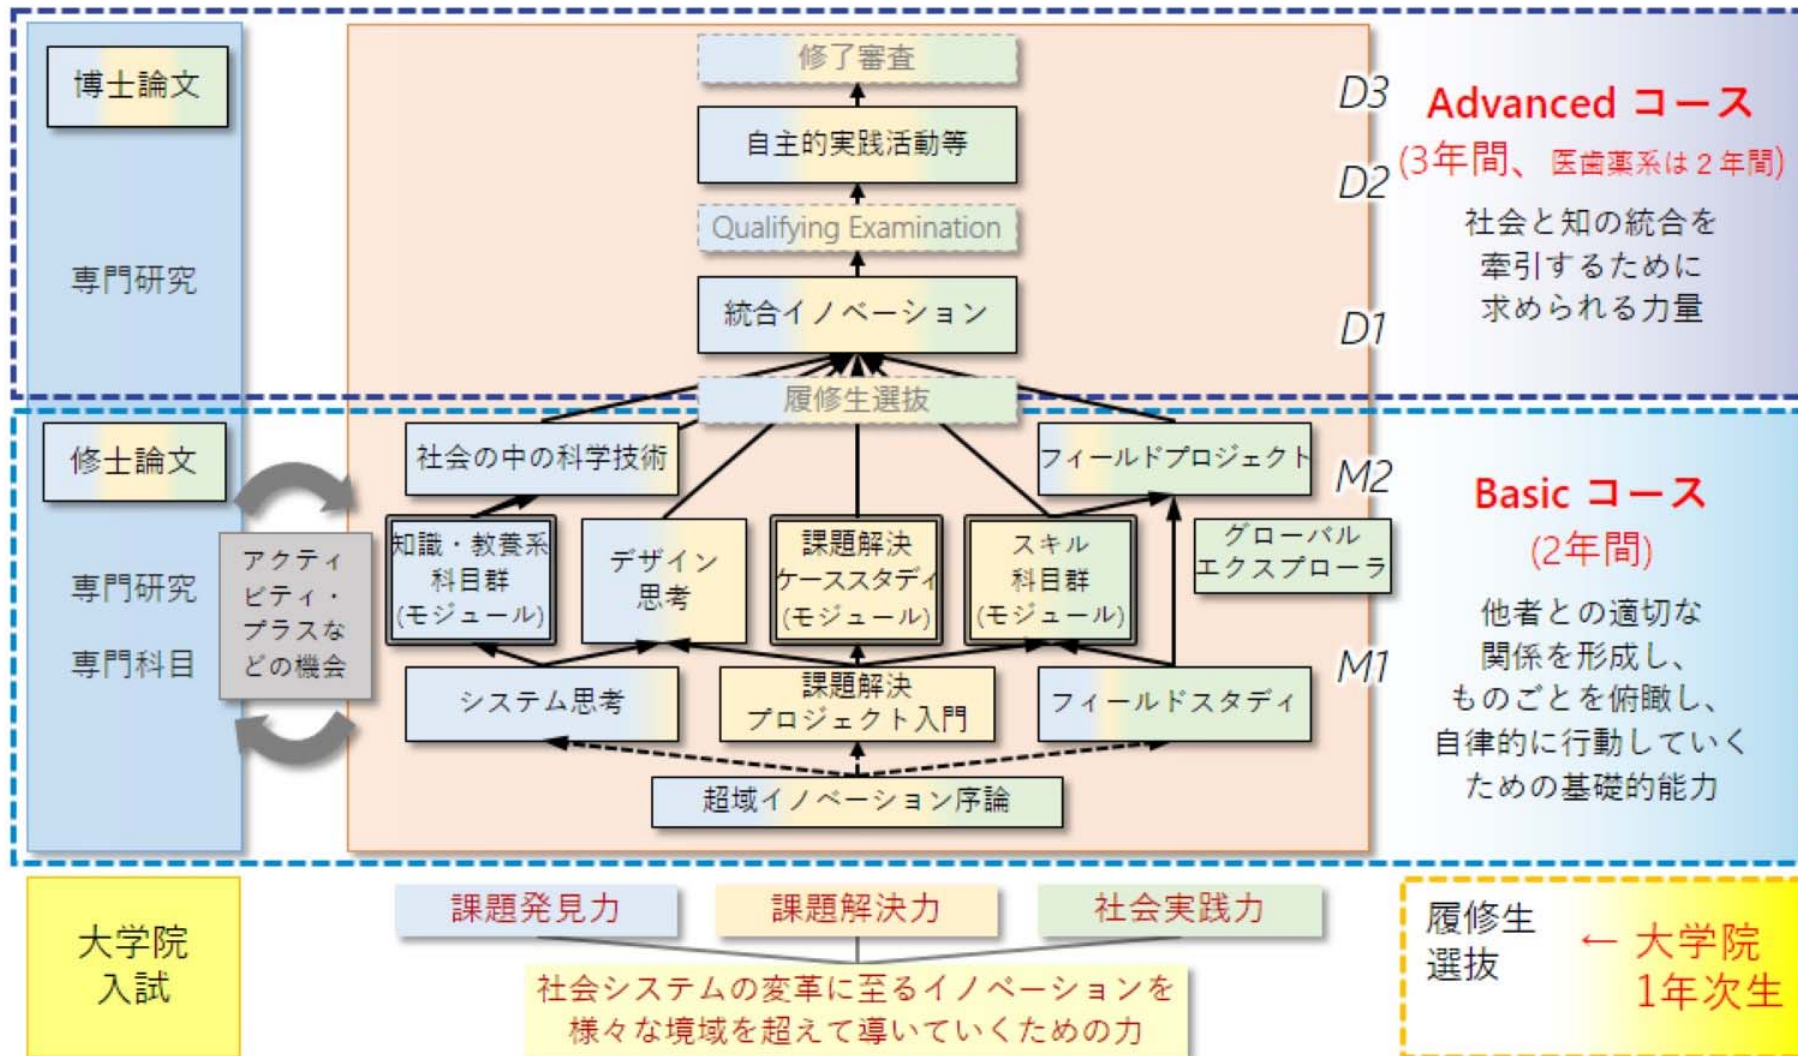 博士論文
専門研究
修士論文
専門研究
専門科目
アクティ
ビティ・
プラスな
どの機会
修了審査
自主的実践活動等
Qualifying Examination
統合イノベーション
履修生選抜
社会の中の科学技術
フィールドプロジェクト
知識・教養系
科目群
(モジュール)
デザイン
思考
課題解決
ケーススタディ
(モジュール)
スキル
科目群
(モジュール)
グローバル
エクスプローラ
システム思考
課題解決
プロジェクト入門
フィールドスタディ
超域イノベーション序論
D3
D2
D1
M2
M1
Advanced コース
(3年間、医歯薬系は２年間)
社会と知の統合を
牽引するために
求められる力量
Basic コース
(2年間)
他者との適切な
関係を形成し、
ものごとを俯瞰し、
自律的に行動していく
ための基礎的能力
大学院
入試
課題発見力
課題解決力
社会実践力
社会システムの変革に至るイノベーションを
様々な境域を超えて導いていくための力
履修生
選抜
← 大学院
1年次生